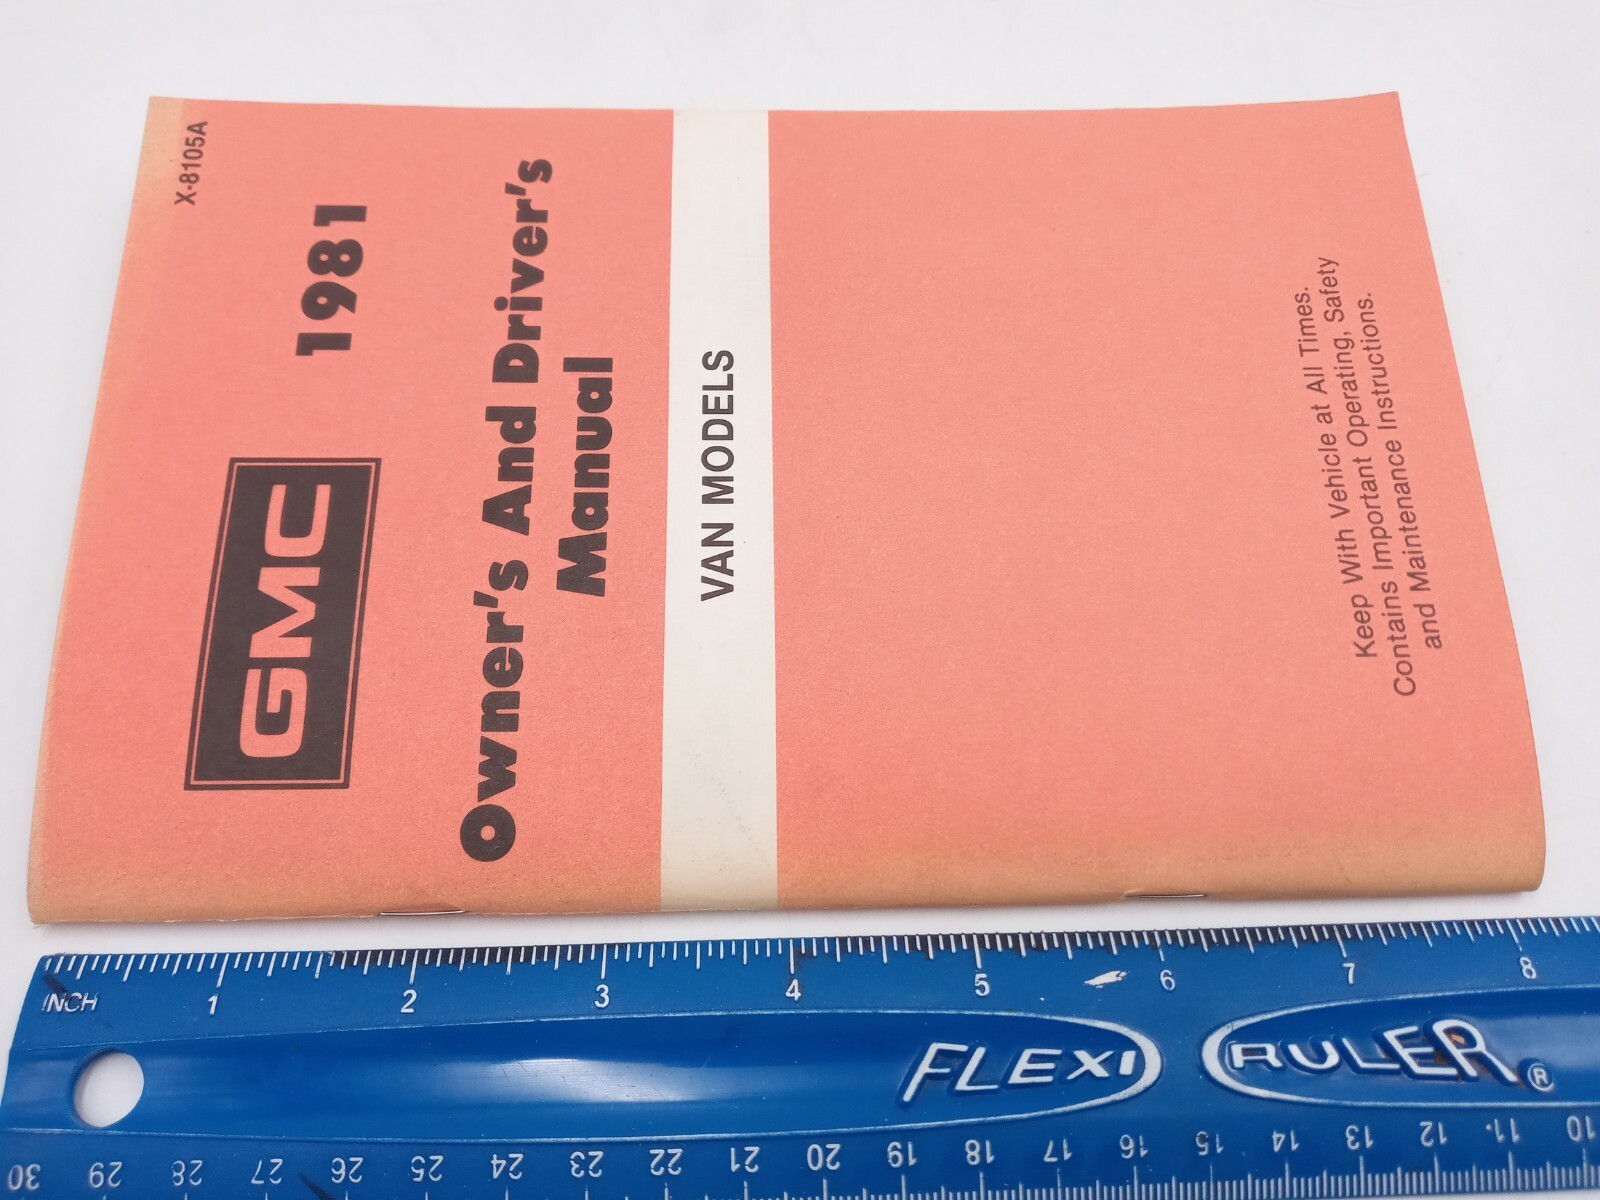 X-8105A
GMC 1981
Owner's And Driver's
Manual
VAN MODELS
Keep With Vehicle at All Times.
Contains Important Operating, Safety
and Maintenance Instructions.
INCH 1 2 3 4 5 6 7 8
FLEXI RULER®
30 29 28 27 26 25 24 23 22 21 20 19 18 17 16 15 14 13 12 11 10